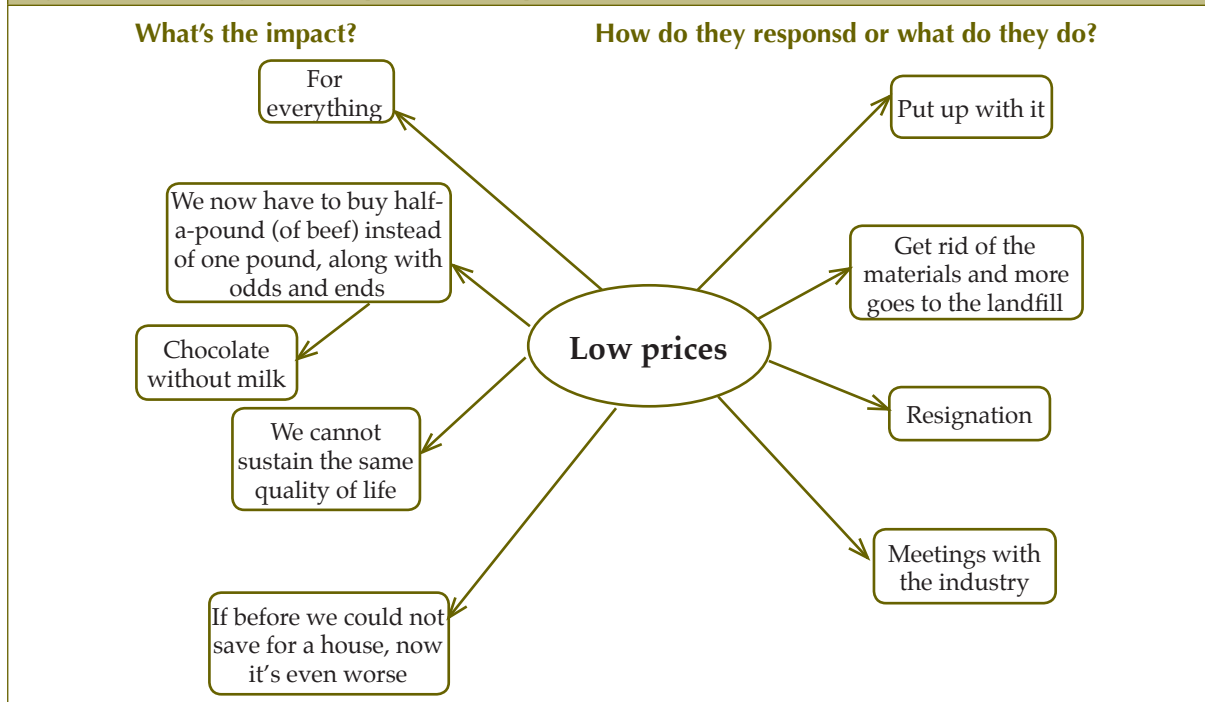 What's the impact?
How do they responsd or what do they do?
For
everything
We now have to buy half-
a-pound (of beef) instead
of one pound, along with
odds and ends
Chocolate
without milk
We cannot
sustain the same
quality of life
If before we could not
save for a house, now
it's even worse
Low prices
Put up with it
Get rid of the
materials and more
goes to the landfill
Resignation
Meetings with
the industry